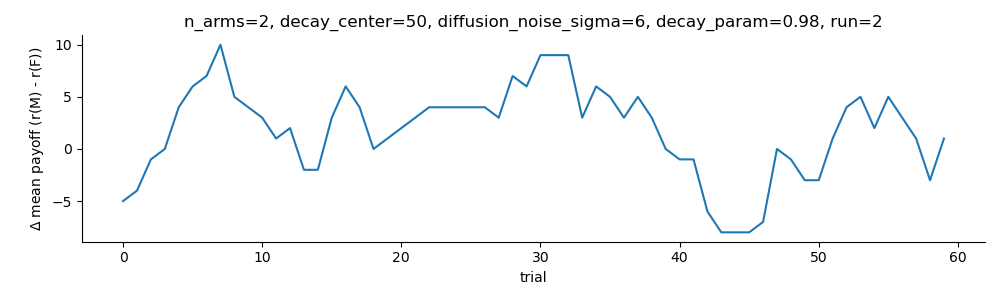 n_arms=2, decay_center=50, diffusion_noise_sigma=6, decay_param=0.98, run=2
Δ mean payoff (r(M) - r(F))
10
5
0
−5
0 10 20 30 40 50 60
trial